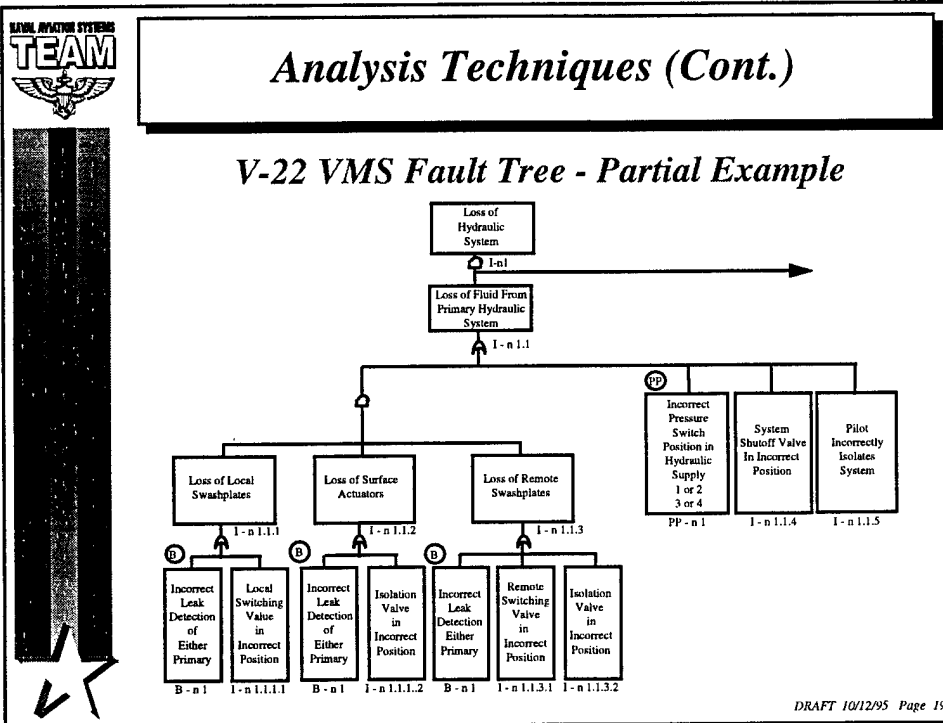 NAVAL AVIATION SYSTEMS
TEAM
Analysis Techniques (Cont.)
V-22 VMS Fault Tree - Partial Example
Loss of
Hydraulic
System
I-n1
Loss of Fluid From
Primary Hydraulic
System
I - n 1.1
PP
Incorrect
Pressure
Switch
Position in
Hydraulic
Supply
1 or 2
3 or 4
PP - n 1
System
Shutoff Valve
In Incorrect
Position
I - n 1.1.4
Pilot
Incorrectly
Isolates
System
I - n 1.1.5
Loss of Local
Swashplates
I - n 1.1.1
Loss of Surface
Actuators
I - n 1.1.2
Loss of Remote
Swashplates
I - n 1.1.3
B
Incorrect
Leak
Detection
of
Either
Primary
B - n 1
Local
Switching
Value
in
Incorrect
Position
I - n 1.1.1.1
B
Incorrect
Leak
Detection
of
Either
Primary
B - n 1
Isolation
Valve
in
Incorrect
Position
I - n 1.1.1..2
B
Incorrect
Leak
Detection
Either
Primary
B - n 1
Remote
Switching
Valve
in
Incorrect
Position
I - n 1.1.3.1
Isolation
Valve
in
Incorrect
Position
I - n 1.1.3.2
DRAFT 10/12/95 Page 19